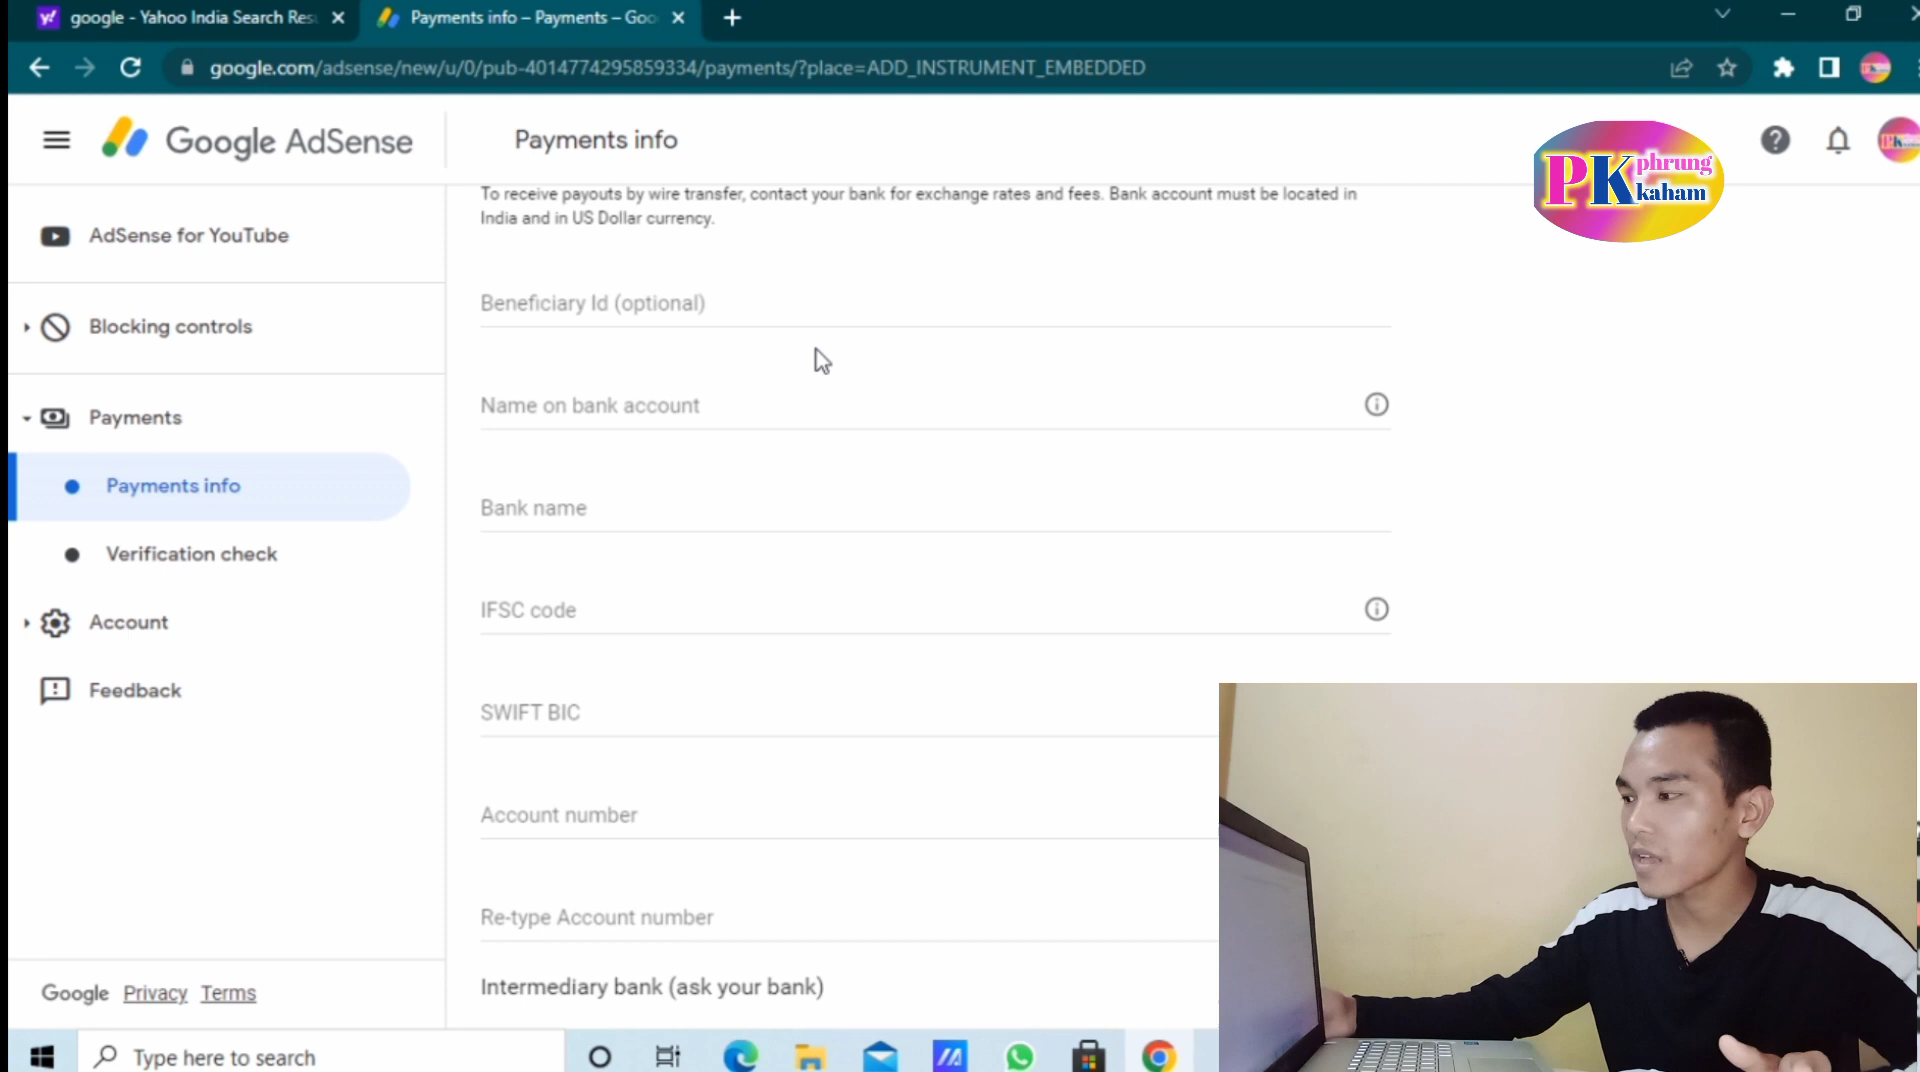 google - Yahoo India Search Res
Payments info – Payments – Goo
google.com/adsense/new/u/0/pub-4014774295859334/payments/?place=ADD_INSTRUMENT_EMBEDDED
Google AdSense
Payments info
PK phrung
kaham
To receive payouts by wire transfer, contact your bank for exchange rates and fees. Bank account must be located in
India and in US Dollar currency.
AdSense for YouTube
Beneficiary Id (optional)
Blocking controls
Name on bank account
Payments
Payments info
Bank name
Verification check
IFSC code
Account
Feedback
SWIFT BIC
Account number
Re-type Account number
Intermediary bank (ask your bank)
Google Privacy Terms
Type here to search